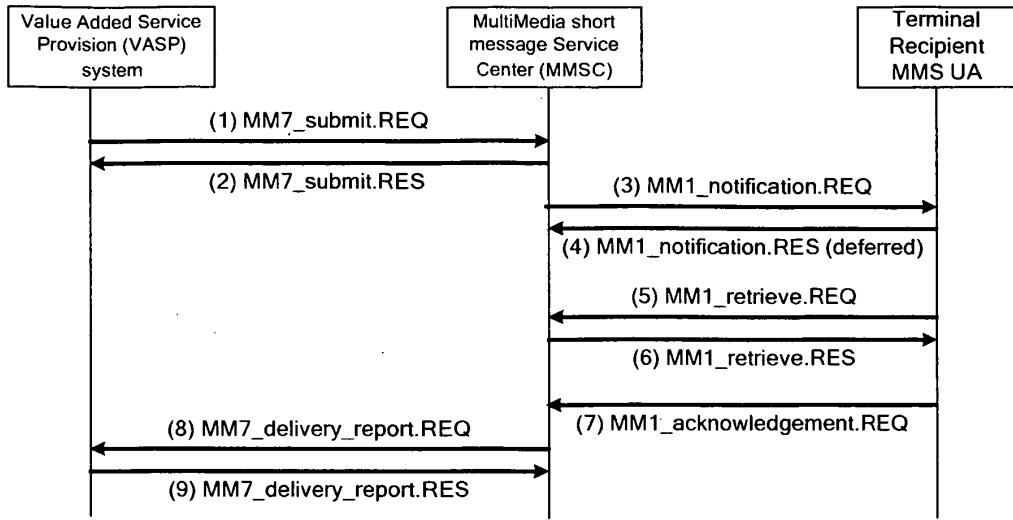 Value Added Service
Provision (VASP)
system
MultiMedia short
message Service
Center (MMSC)
Terminal
Recipient
MMS UA
(1) MM7_submit.REQ
(2) MM7_submit.RES
(3) MM1_notification.REQ
(4) MM1_notification.RES (deferred)
(5) MM1_retrieve.REQ
(6) MM1_retrieve.RES
(7) MM1_acknowledgement.REQ
(8) MM7_delivery_report.REQ
(9) MM7_delivery_report.RES